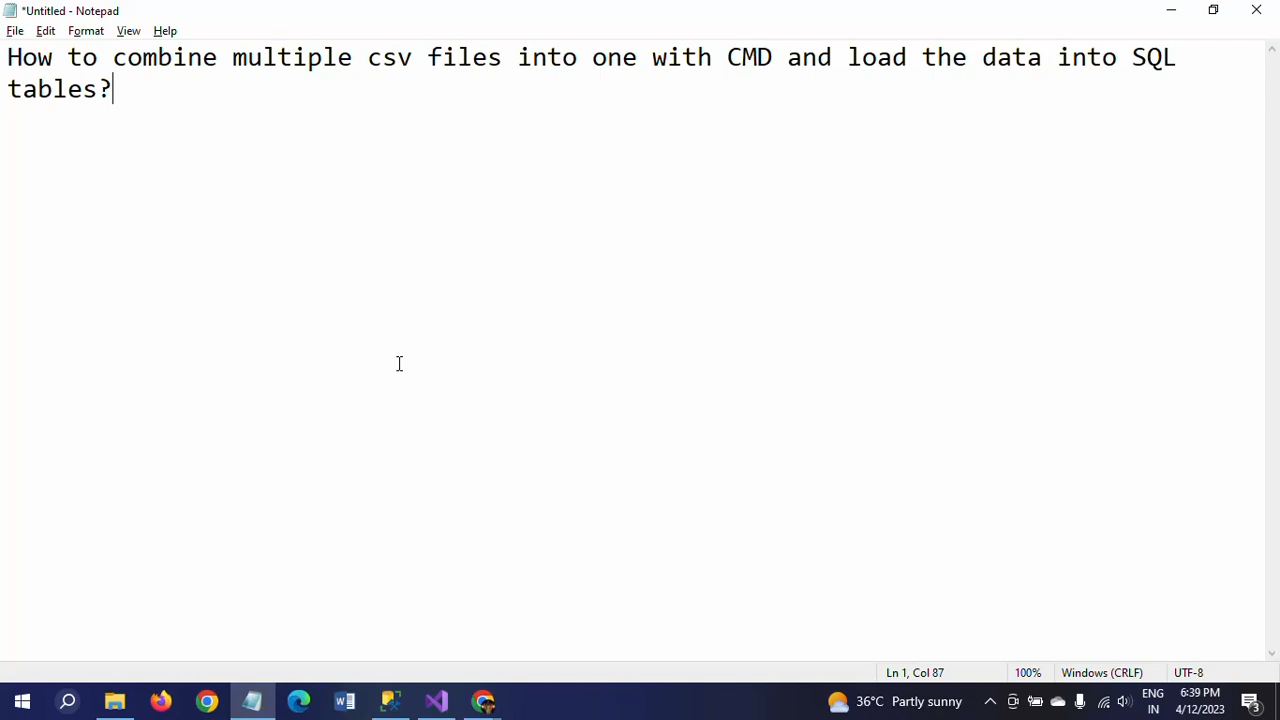 *Untitled - Notepad
File Edit Format View Help
How to combine multiple csv files into one with CMD and load the data into SQL
tables?
Ln 1, Col 87 100% Windows (CRLF) UTF-8
36°C Partly sunny
ENG
IN
6:39 PM
4/12/2023
3